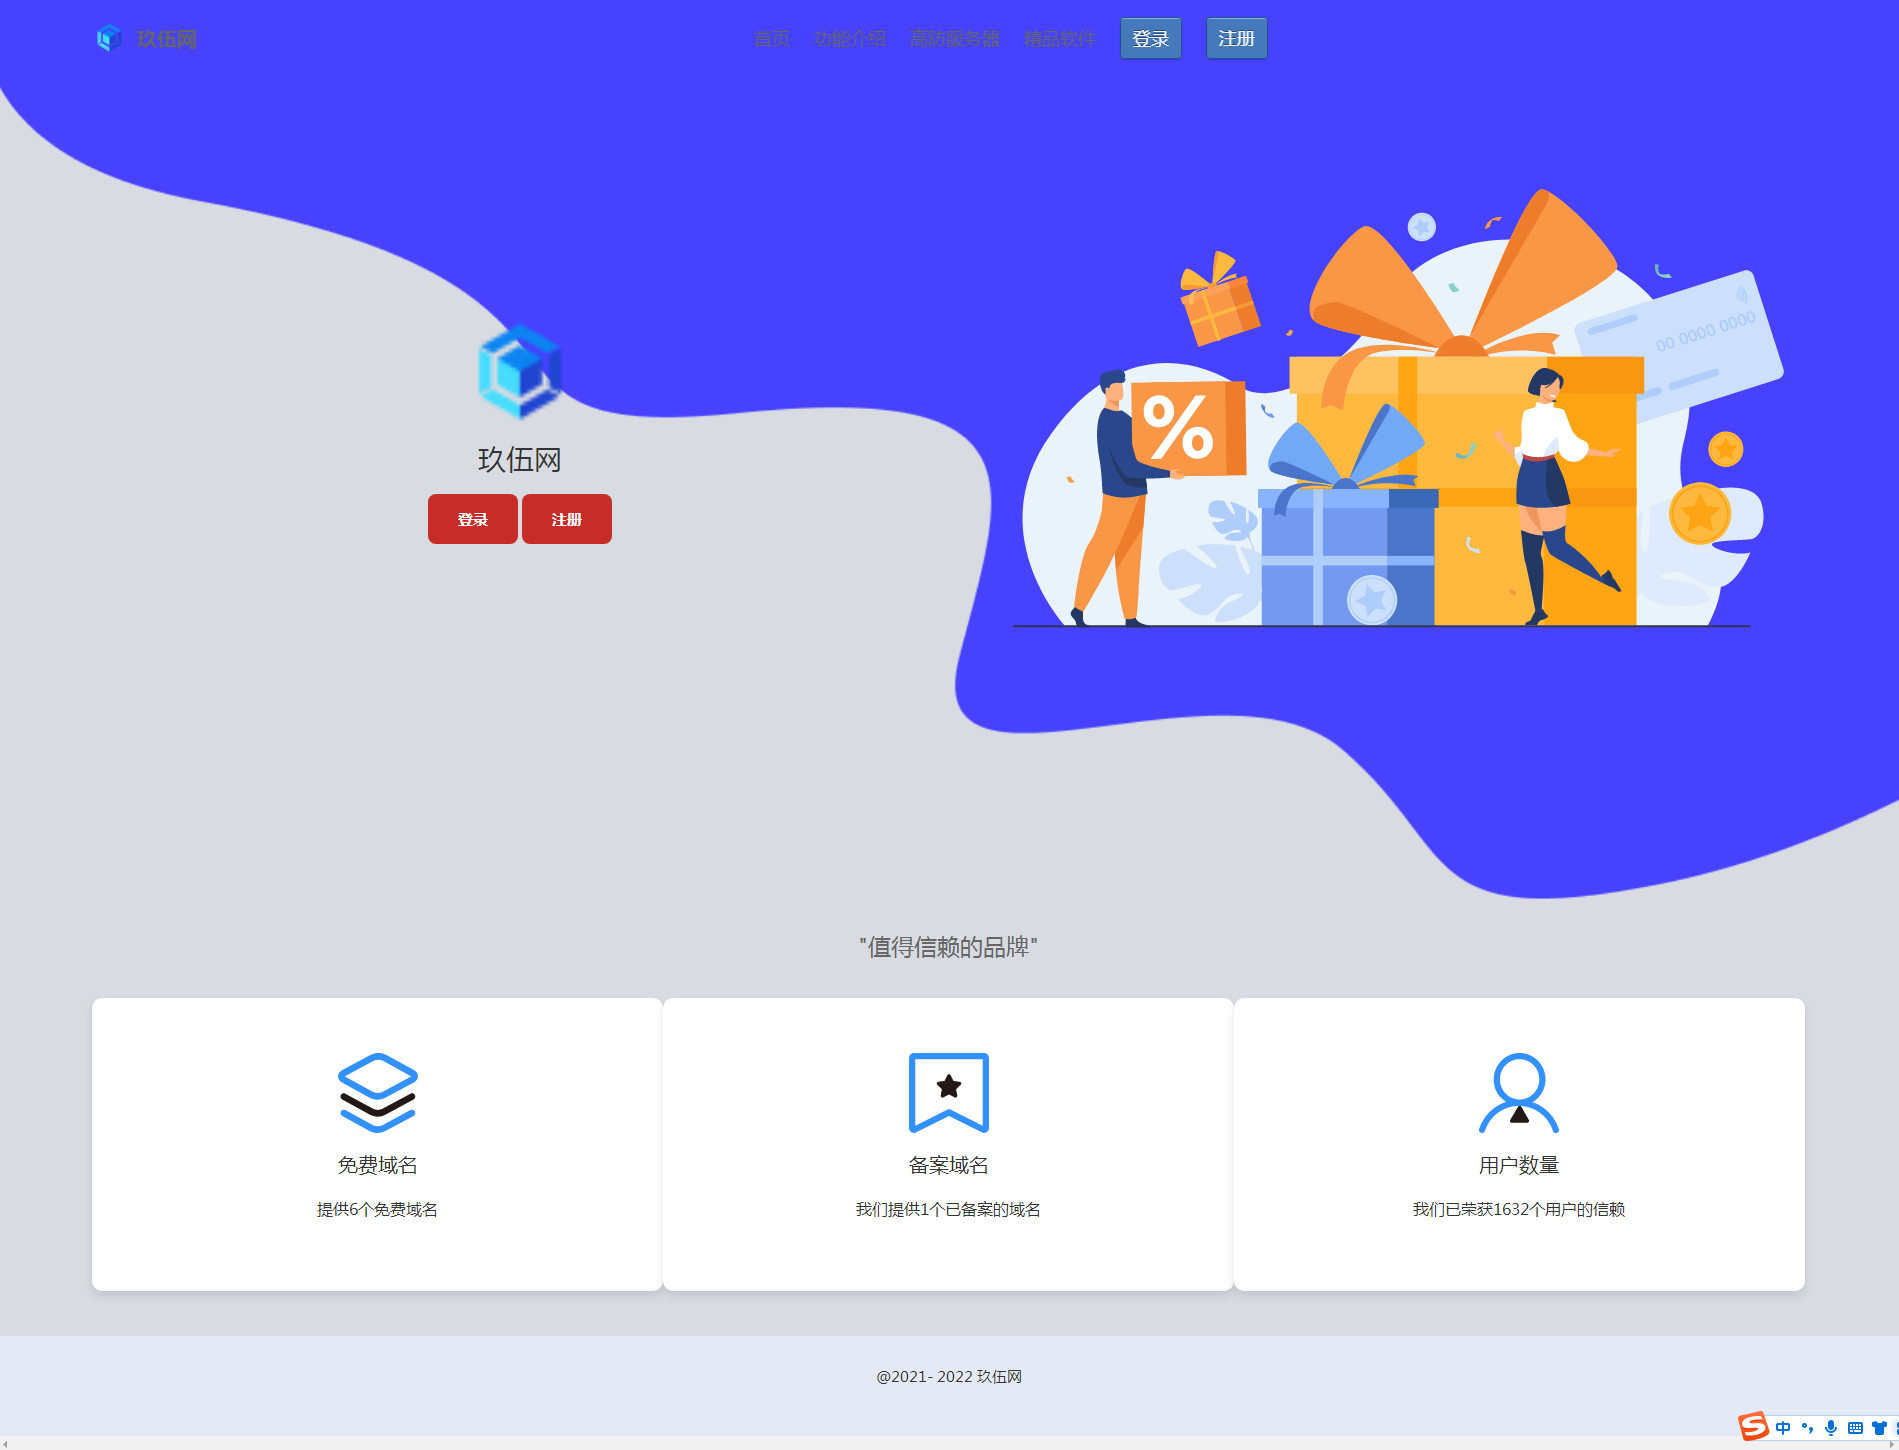 玖伍网
首页 功能介绍 高防服务器 精品软件 登录 注册
00 0000 0000
%
玖伍网
登录 注册
"值得信赖的品牌"
免费域名
提供6个免费域名
备案域名
我们提供1个已备案的域名
用户数量
我们已荣获1632个用户的信赖
@2021- 2022 玖伍网
S 中